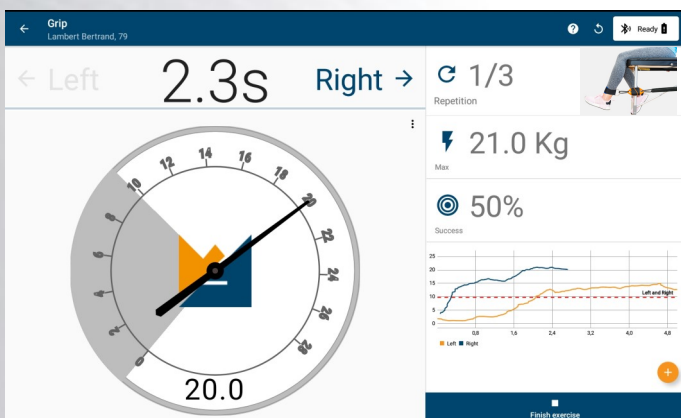 Grip
Lambert Bertrand, 79
Ready
← Left
2.3s
Right →
1/3
Repetition
21.0 Kg
Max
50%
Success
0
2
4
6
8
10
12
14
16
18
20
22
24
26
28
20.0
25
20
15
10
5
0
Left and Right
0,8 1,6 2,4 3,2 4,0 4,8
Left Right
+
Finish exercise